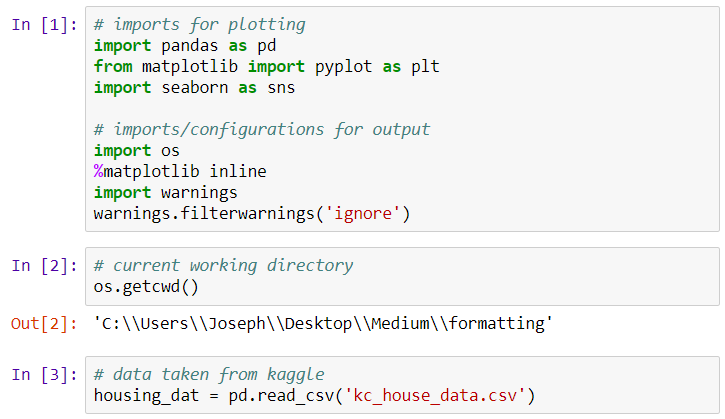 In [1]: # imports for plotting
import pandas as pd
from matplotlib import pyplot as plt
import seaborn as sns
# imports/configurations for output
import os
%matplotlib inline
import warnings
warnings.filterwarnings('ignore')
In [2]: # current working directory
os.getcwd()
Out[2]: 'C:\\Users\\Joseph\\Desktop\\Medium\\formatting'
In [3]: # data taken from kaggle
housing_dat = pd.read_csv('kc_house_data.csv')